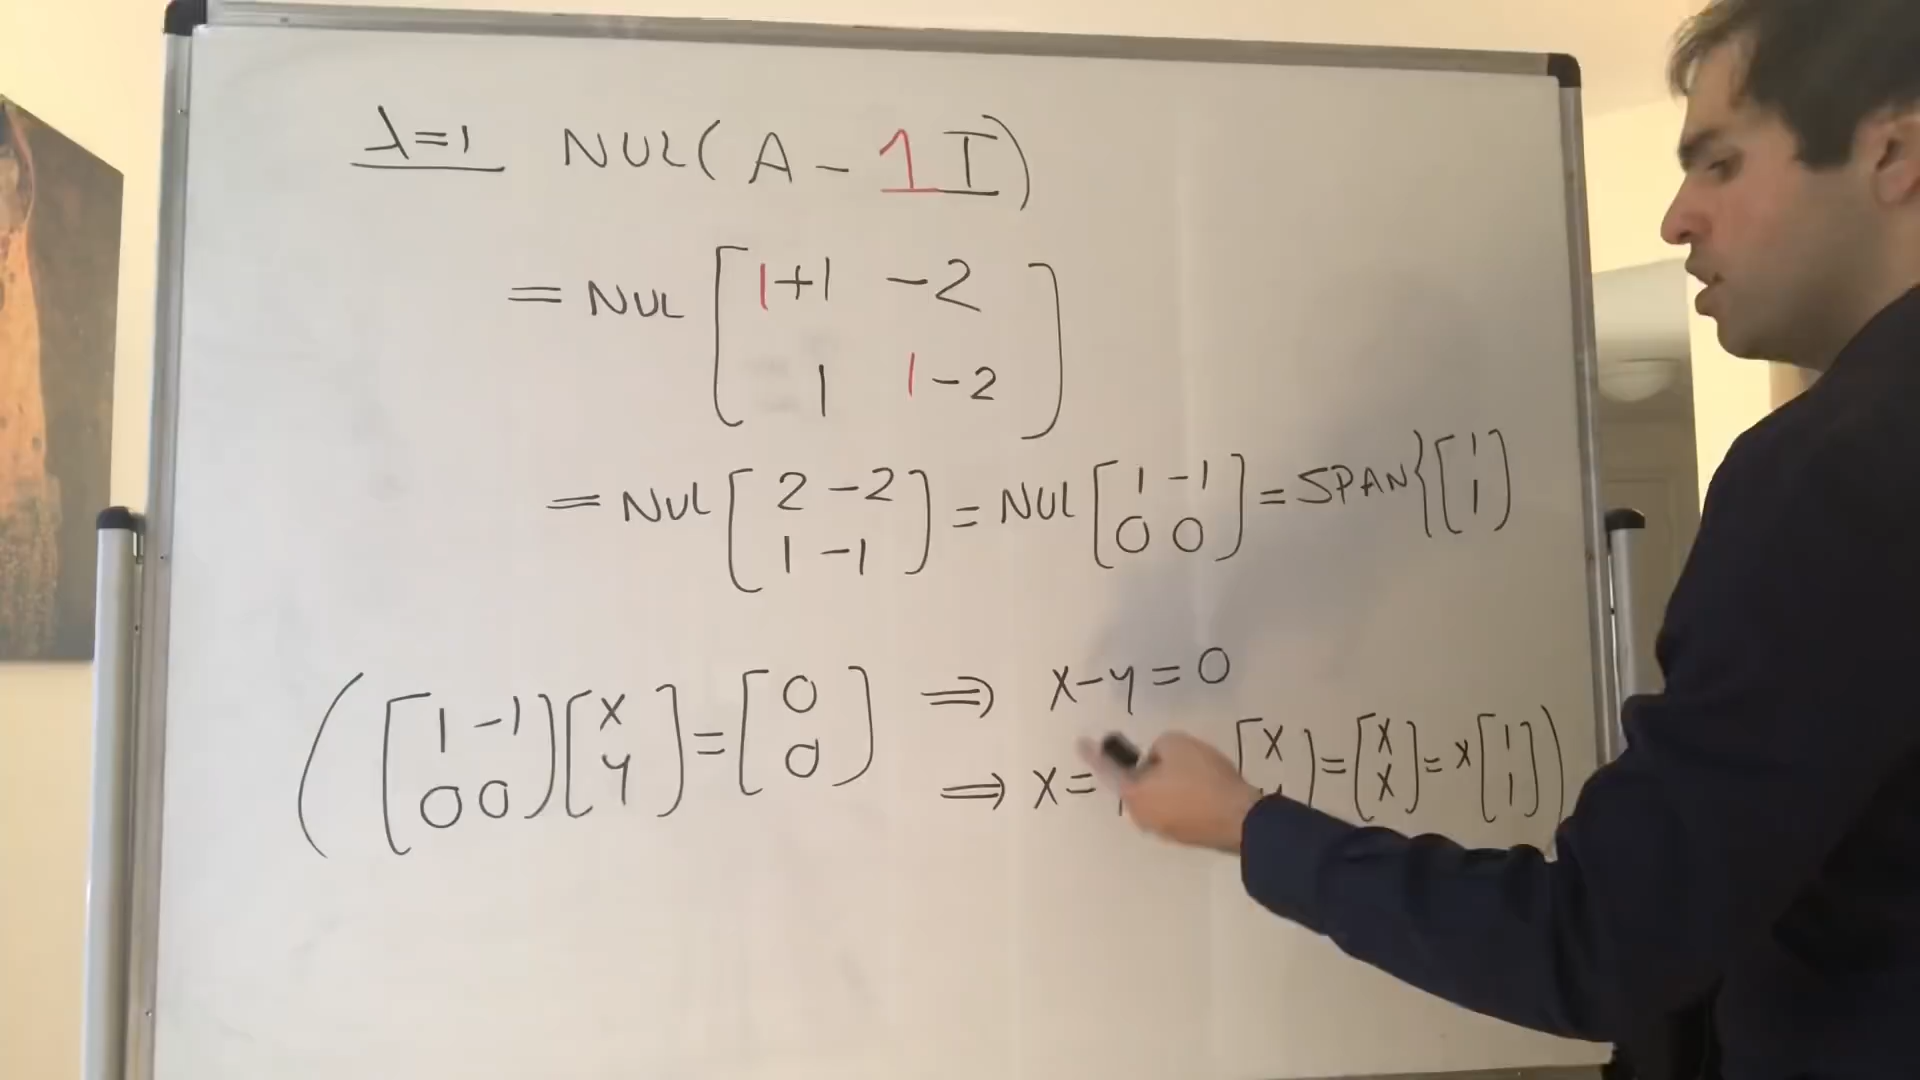 λ=1 NUL(A - 1I)
= NUL [1+1 -2
1 1-2]
= NUL [2 -2 = NUL [1 -1 = SPAN{[1
1 -1] 0 0] 1]
([1 -1 [x = [0 ⟹ x-y=0
0 0] y] 0]
⟹ x= [x = [x = x [1
x] 1])